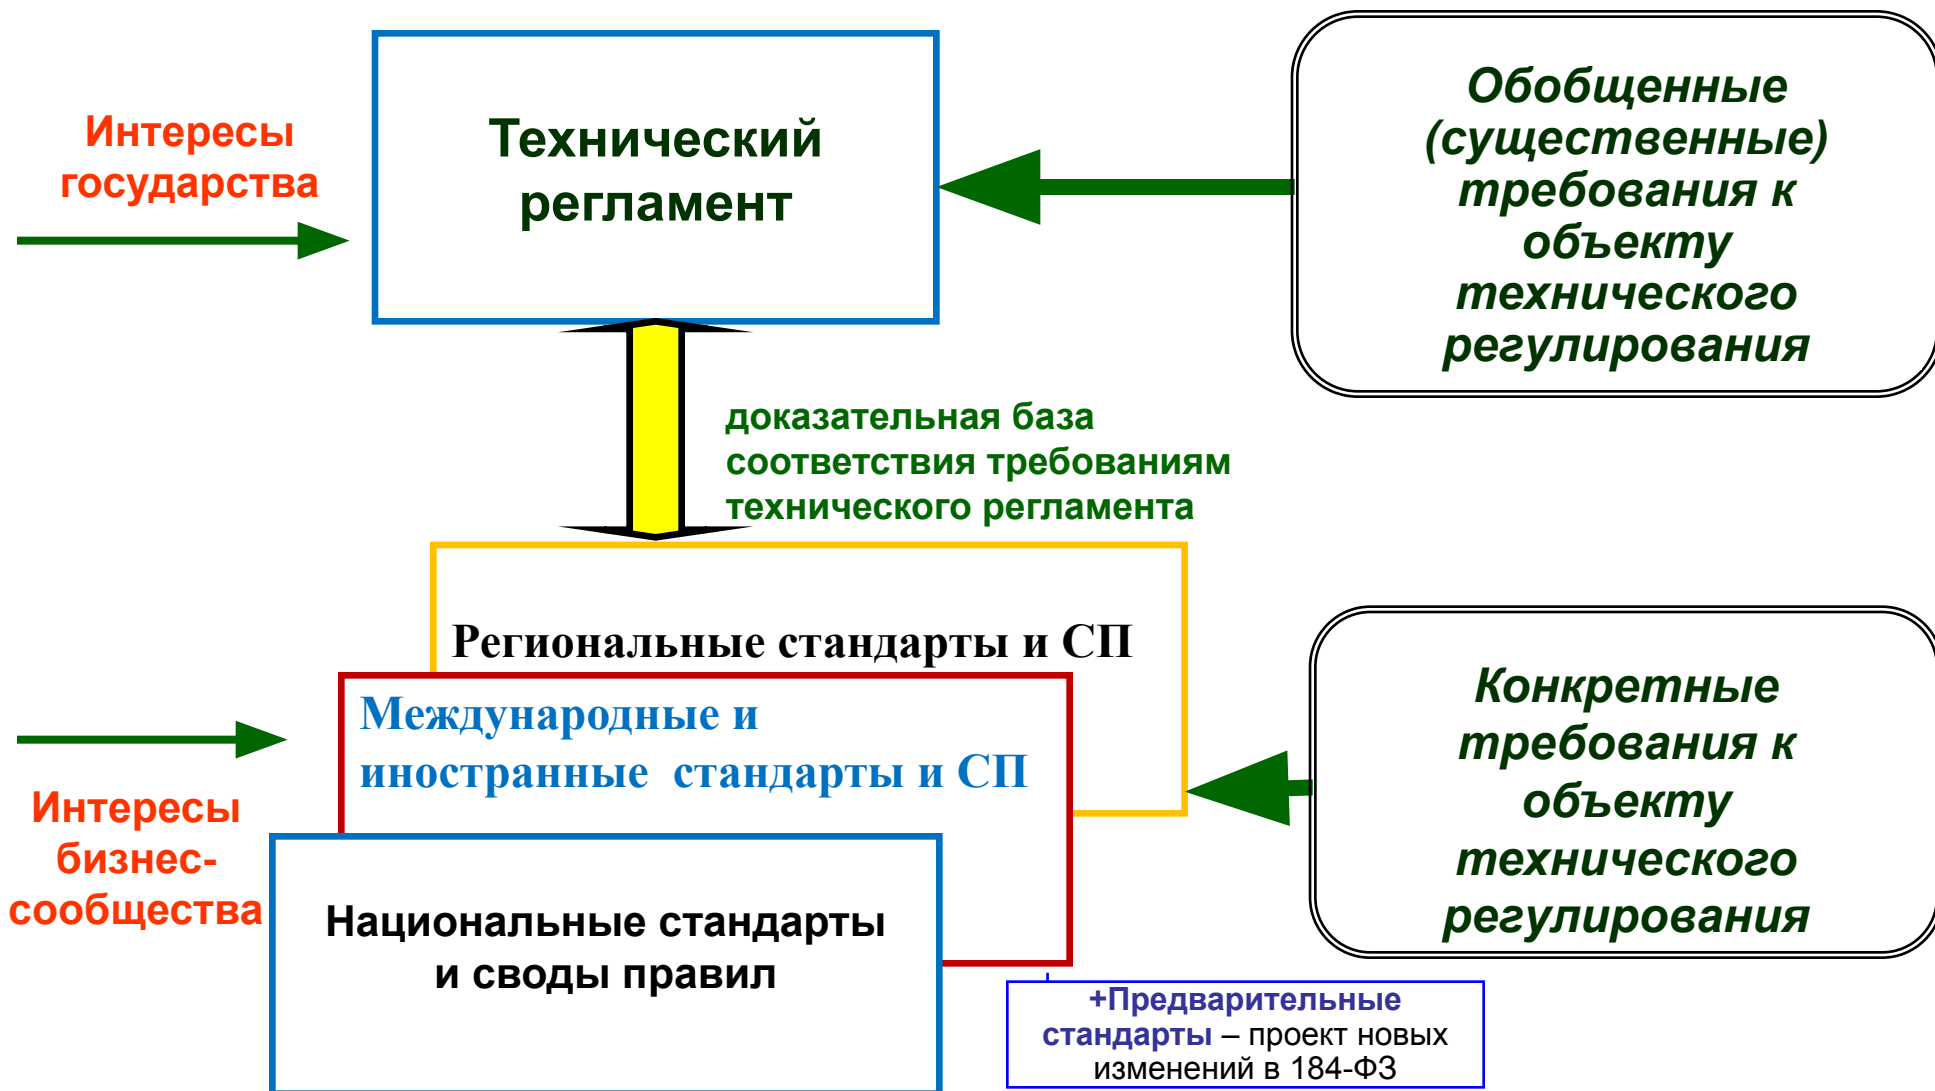 Интересы
государства
Технический
регламент
Обобщенные
(существенные)
требования к
объекту
технического
регулирования
доказательная база
соответствия требованиям
технического регламента
Региональные стандарты и СП
Международные и
иностранные стандарты и СП
Интересы
бизнес-
сообщества
Национальные стандарты
и своды правил
Конкретные
требования к
объекту
технического
регулирования
+Предварительные
стандарты – проект новых
изменений в 184-ФЗ